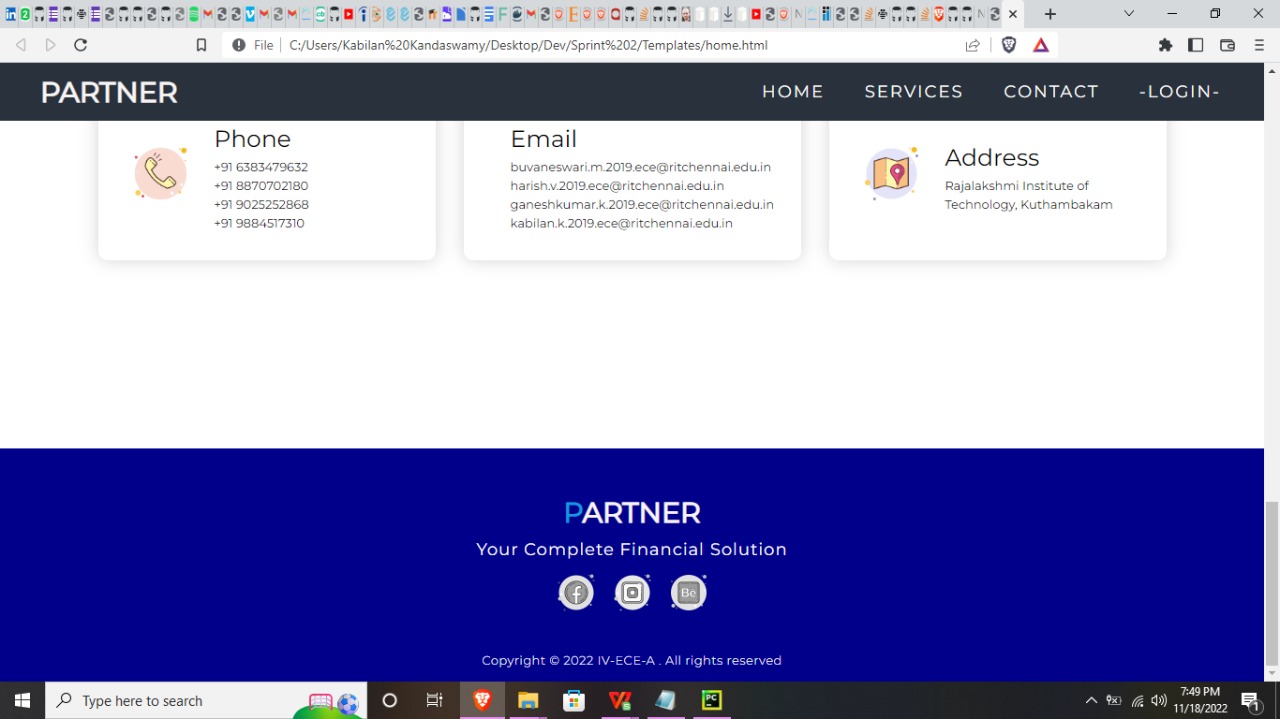 File
C:/Users/Kabilan%20Kandaswamy/Desktop/Dev/Sprint%202/Templates/home.html
PARTNER
HOME
SERVICES
CONTACT
-LOGIN-
Phone
+91 6383479632
+91 8870702180
+91 9025252868
+91 9884517310
Email
buvaneswari.m.2019.ece@ritchennai.edu.in
harish.v.2019.ece@ritchennai.edu.in
ganeshkumar.k.2019.ece@ritchennai.edu.in
kabilan.k.2019.ece@ritchennai.edu.in
Address
Rajalakshmi Institute of
Technology, Kuthambakam
PARTNER
Your Complete Financial Solution
Bē
Copyright © 2022 IV-ECE-A . All rights reserved
Type here to search
PC
7:49 PM
11/18/2022
1